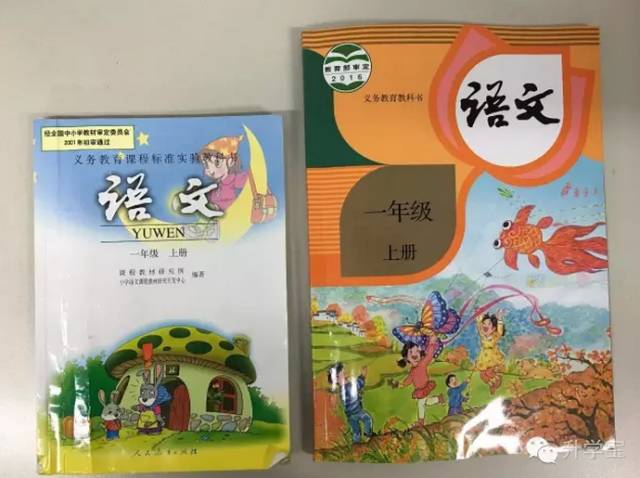 经全国中小学教材审定委员会
2001年初审通过
义务教育课程标准实验教科书
语文
YUWEN
一年级 上册
课程教材研究所
小学语文课程教材研究开发中心
编著
人民教育出版社
教育部审定
2016
义务教育教科书
语文
一年级
上册
升学宝